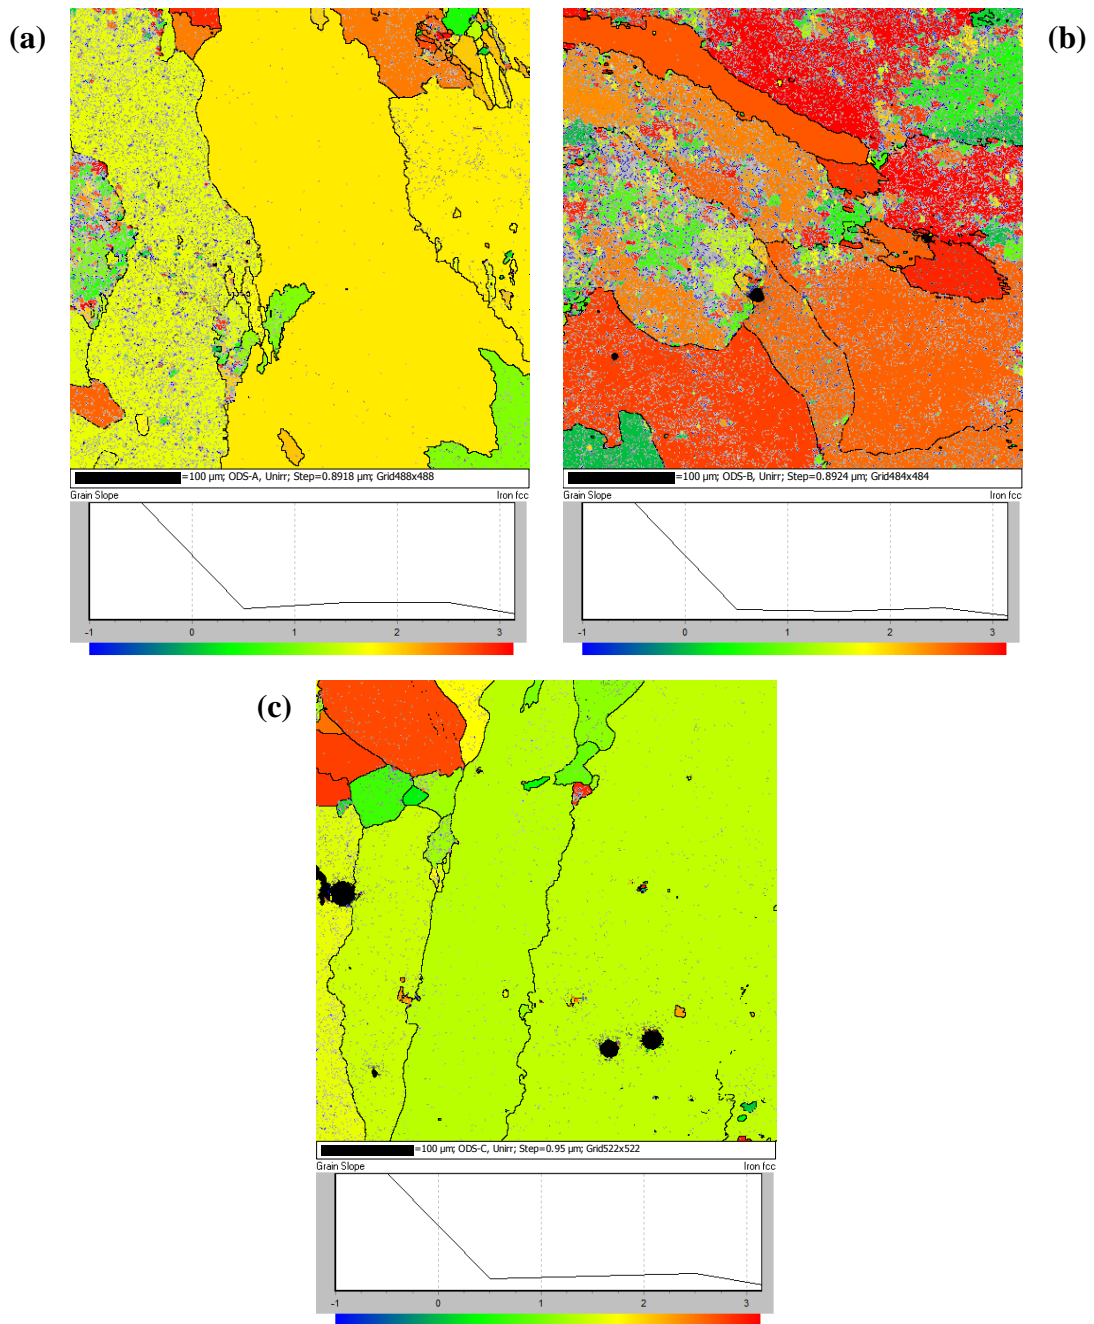 (a)
(b)
=100 µm; ODS-A, Unirr; Step=0.8918 µm; Grid488x488
Grain Slope Iron fcc
-1 0 1 2 3
=100 µm; ODS-B, Unirr; Step=0.8924 µm; Grid484x484
Grain Slope Iron fcc
-1 0 1 2 3
(c)
=100 µm; ODS-C, Unirr; Step=0.95 µm; Grid522x522
Grain Slope Iron fcc
-1 0 1 2 3